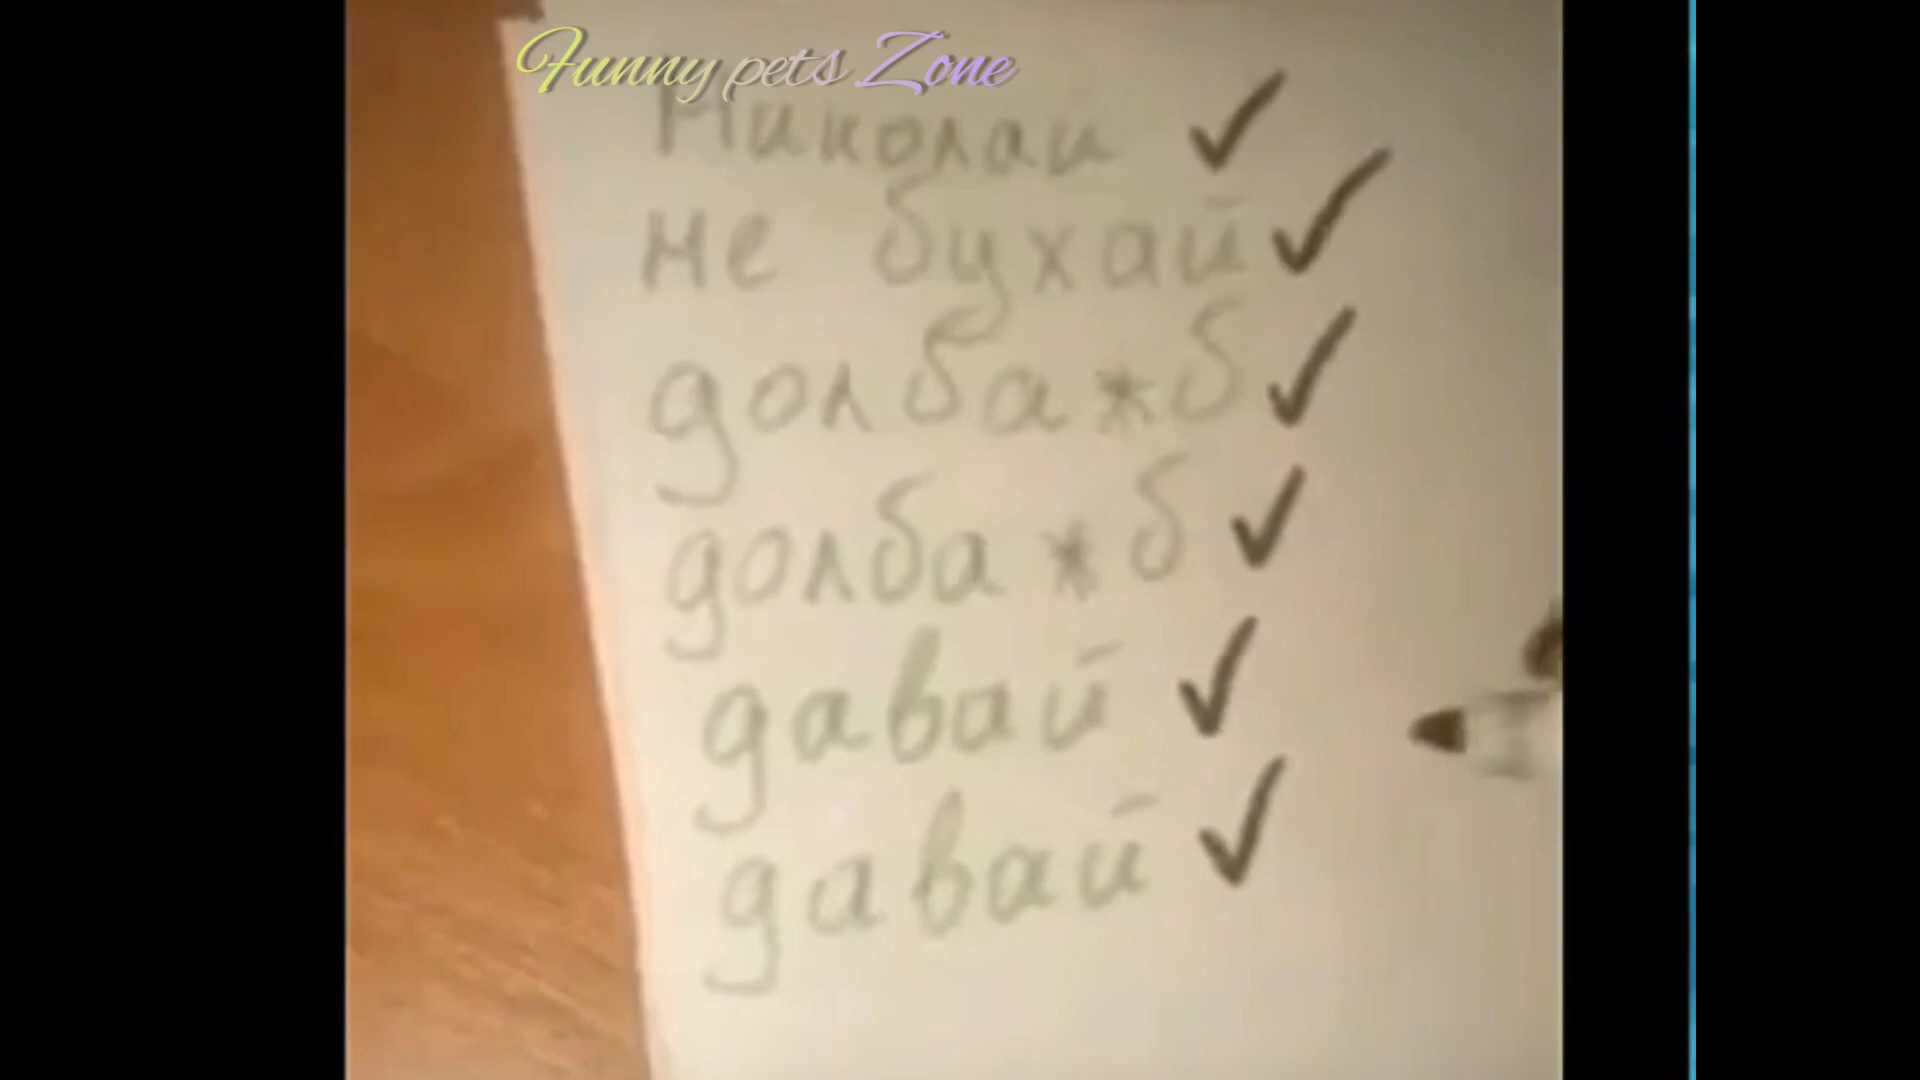 Funny pets Zone
Николай ✓
не бухай ✓
долба*б ✓
долба*б ✓
давай ✓
давай ✓